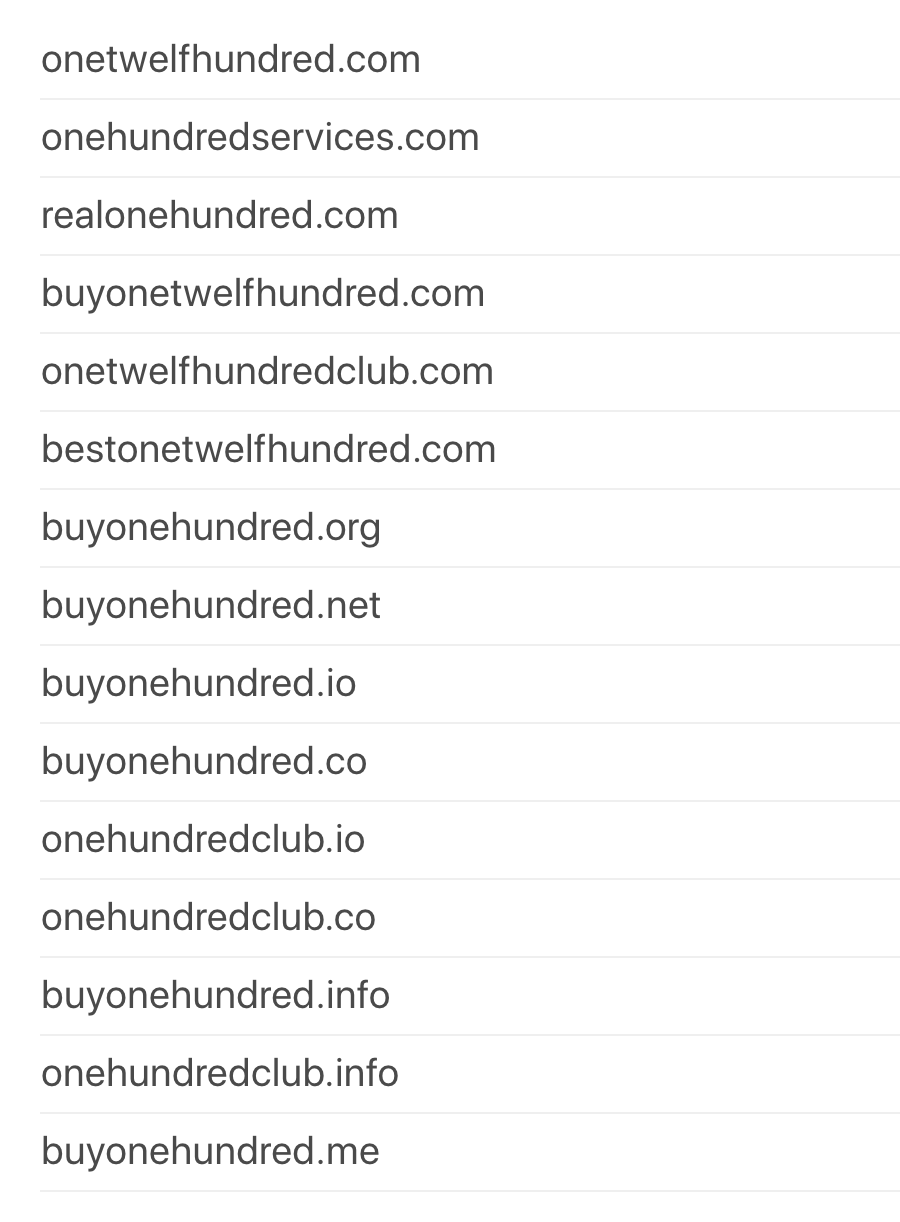 onetwelfhundred.com
onehundredservices.com
realonehundred.com
buyonetwelfhundred.com
onetwelfhundredclub.com
bestonetwelfhundred.com
buyonehundred.org
buyonehundred.net
buyonehundred.io
buyonehundred.co
onehundredclub.io
onehundredclub.co
buyonehundred.info
onehundredclub.info
buyonehundred.me